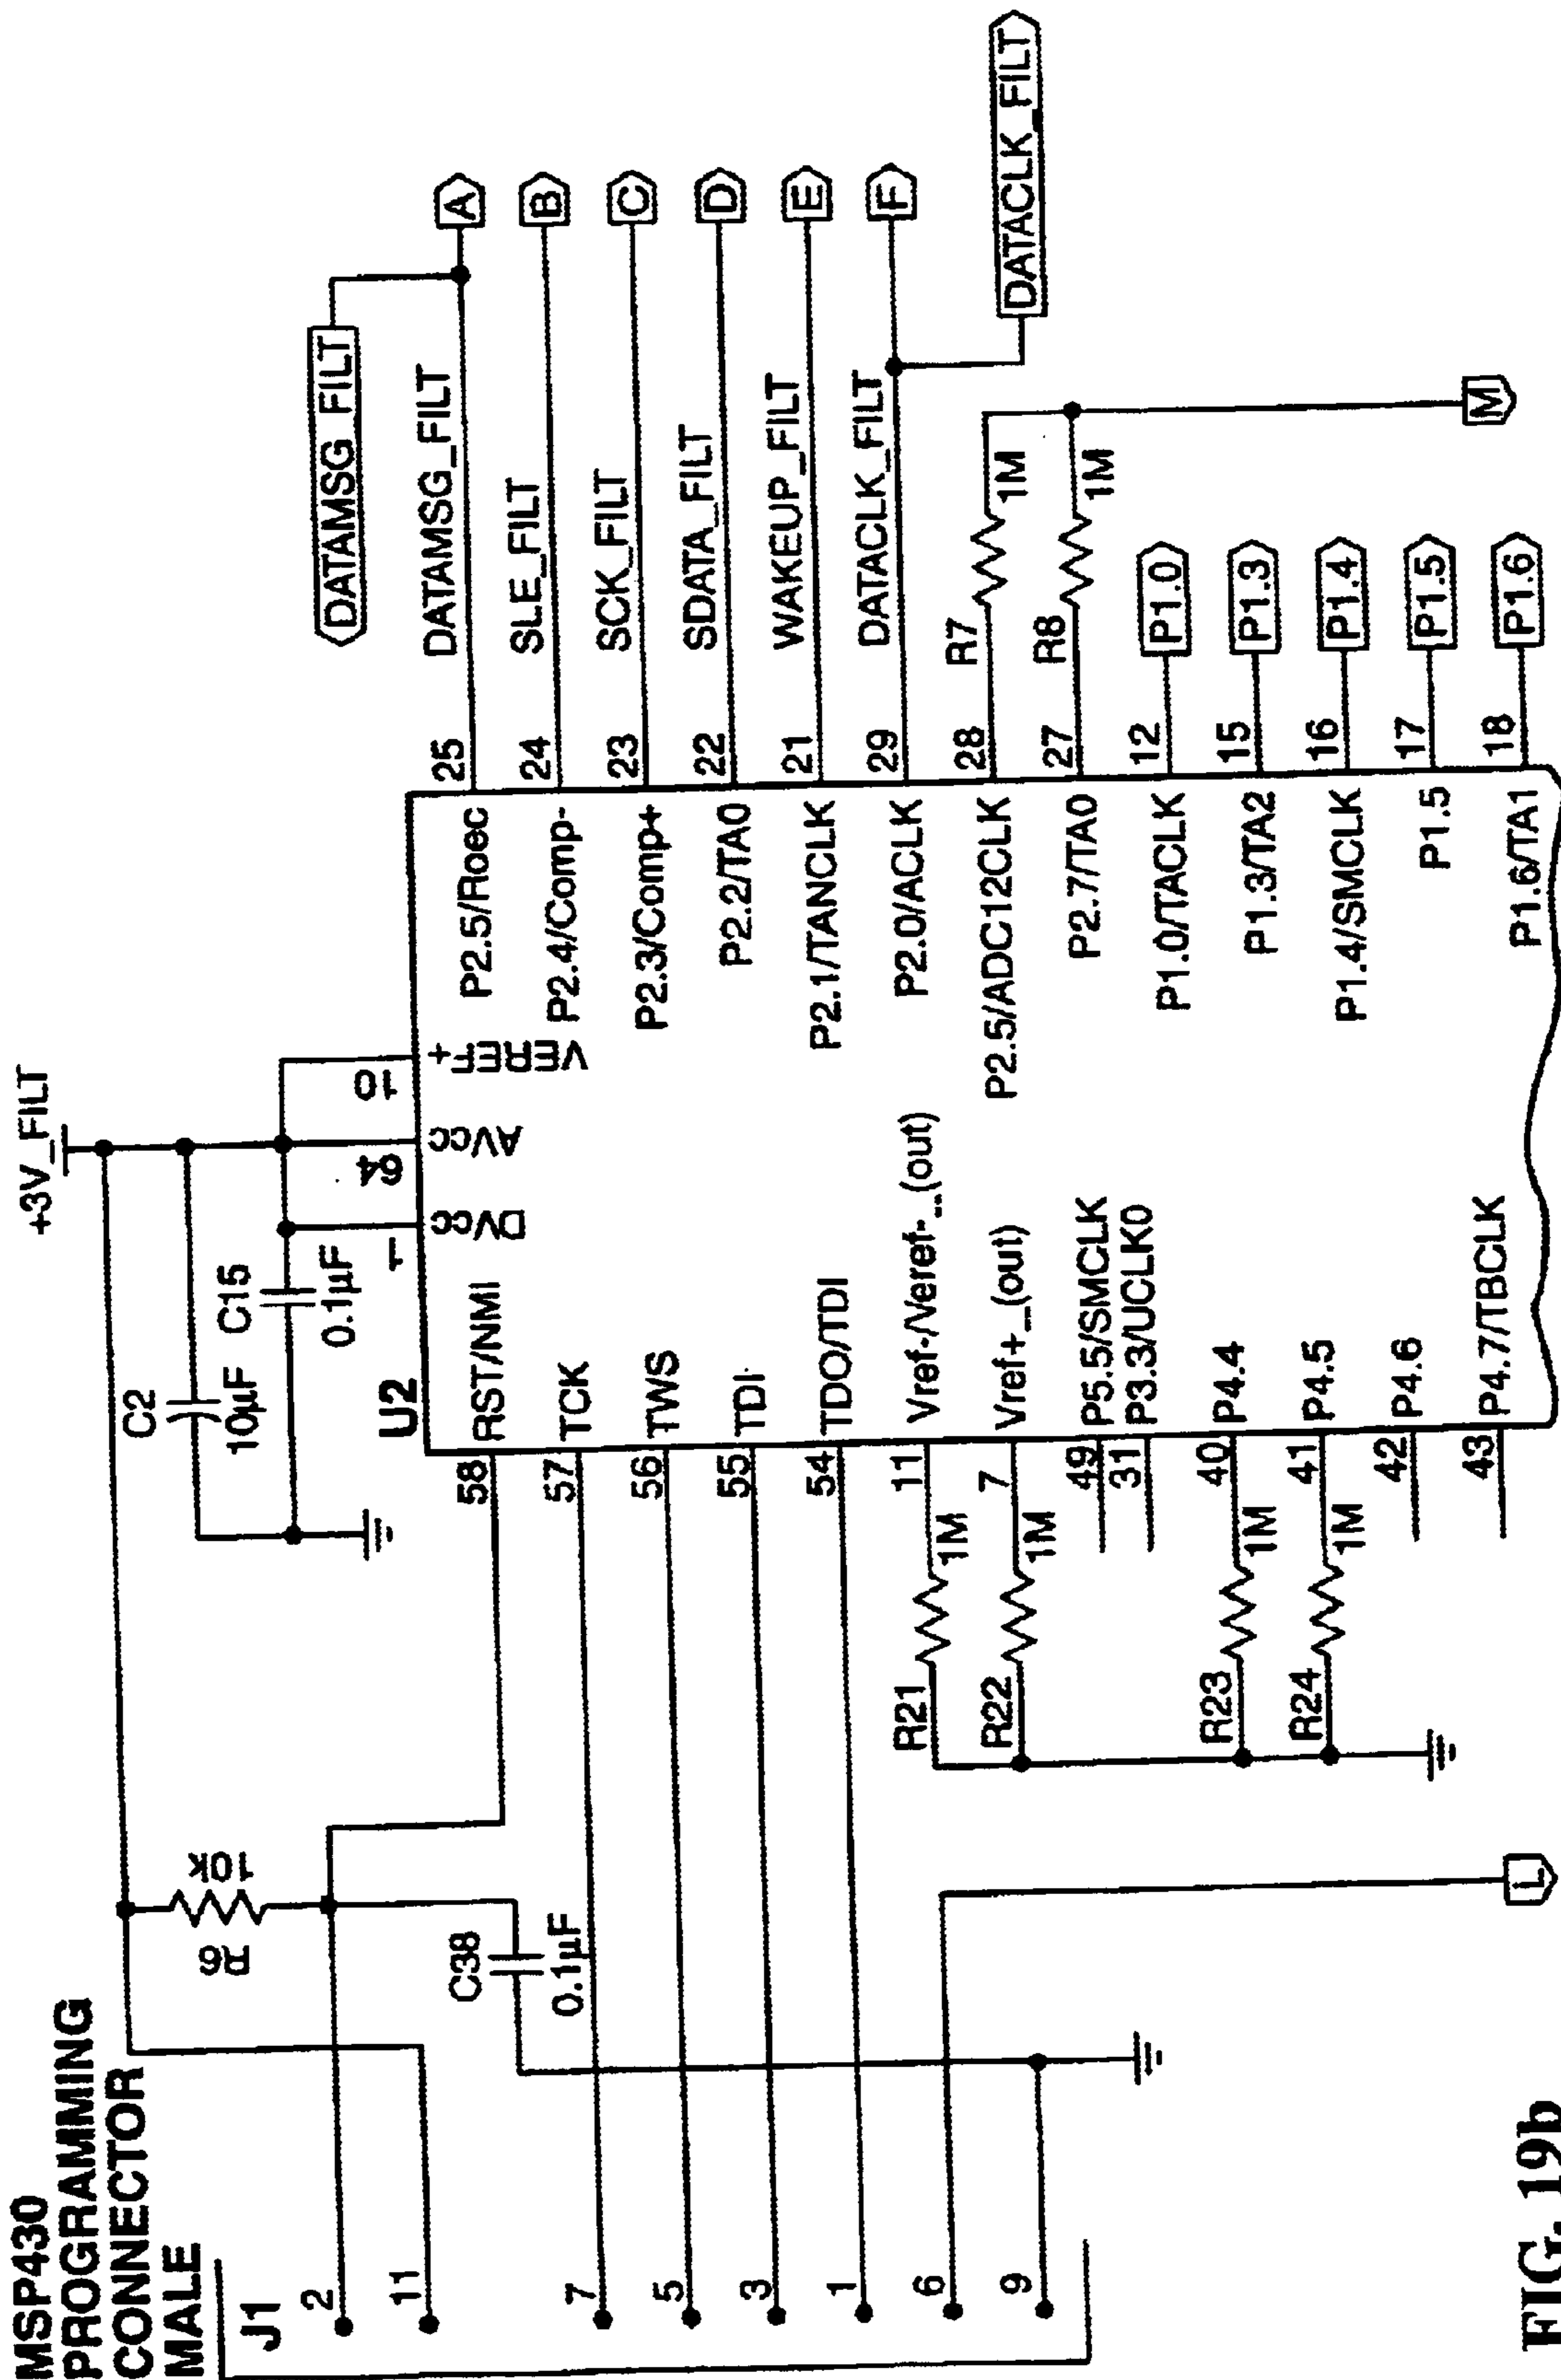 MSP430
PROGRAMMING
CONNECTOR
MALE
J1
2
11
7
5
3
1
6
9
R6
10k
C38
0.1µF
L
+3V_FILT
C2
10µF
C15
0.1µF
U2
1
DVcc
64
AVcc
10
VEREF+
58
RST/NMI
57
TCK
56
TWS
55
TDI
54
TDO/TDI
11
Vref-/Veref-_(out)
7
Vref+_(out)
49
P5.5/SMCLK
31
P3.3/UCLK0
40
P4.4
41
P4.5
42
P4.6
43
P4.7/TBCLK
R21
1M
R22
1M
R23
1M
R24
1M
P2.5/Rosc
25
DATAMSG_FILT
DATAMSG_FILT
A
P2.4/Comp-
24
SLE_FILT
B
P2.3/Comp+
23
SCK_FILT
C
P2.2/TA0
22
SDATA_FILT
D
P2.1/TANCLK
21
WAKEUP_FILT
E
P2.0/ACLK
29
DATACLK_FILT
F
DATACLK_FILT
P2.5/ADC12CLK
28
R7
1M
P2.7/TA0
27
R8
1M
M
P1.0/TACLK
12
P1.0
P1.3/TA2
15
P1.3
P1.4/SMCLK
16
P1.4
P1.5
17
P1.5
P1.6/TA1
18
P1.6
FIG. 19b